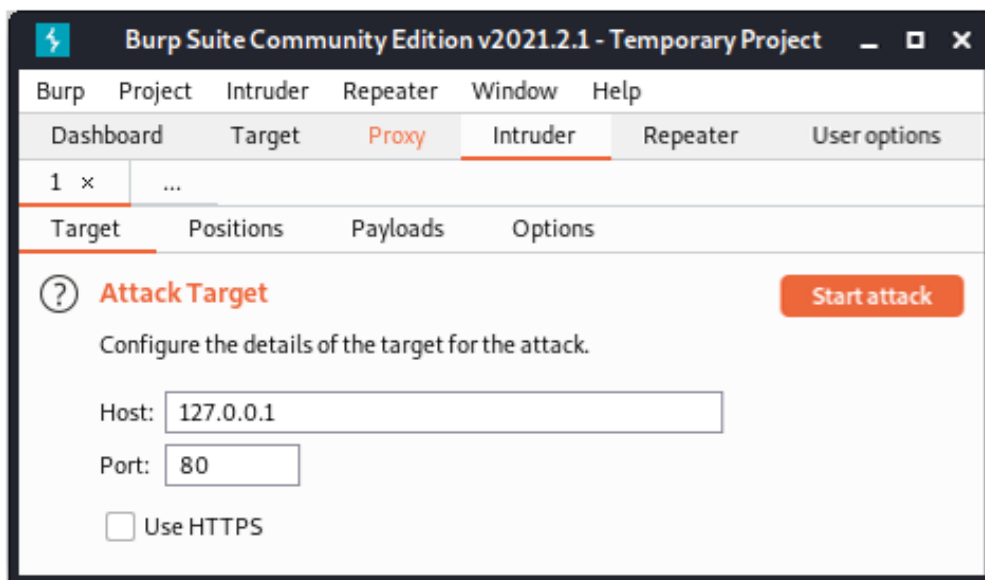 Burp Suite Community Edition v2021.2.1 - Temporary Project
Burp Project Intruder Repeater Window Help
Dashboard Target Proxy Intruder Repeater User options
1 × ...
Target Positions Payloads Options
? Attack Target Start attack
Configure the details of the target for the attack.
Host: 127.0.0.1
Port: 80
Use HTTPS